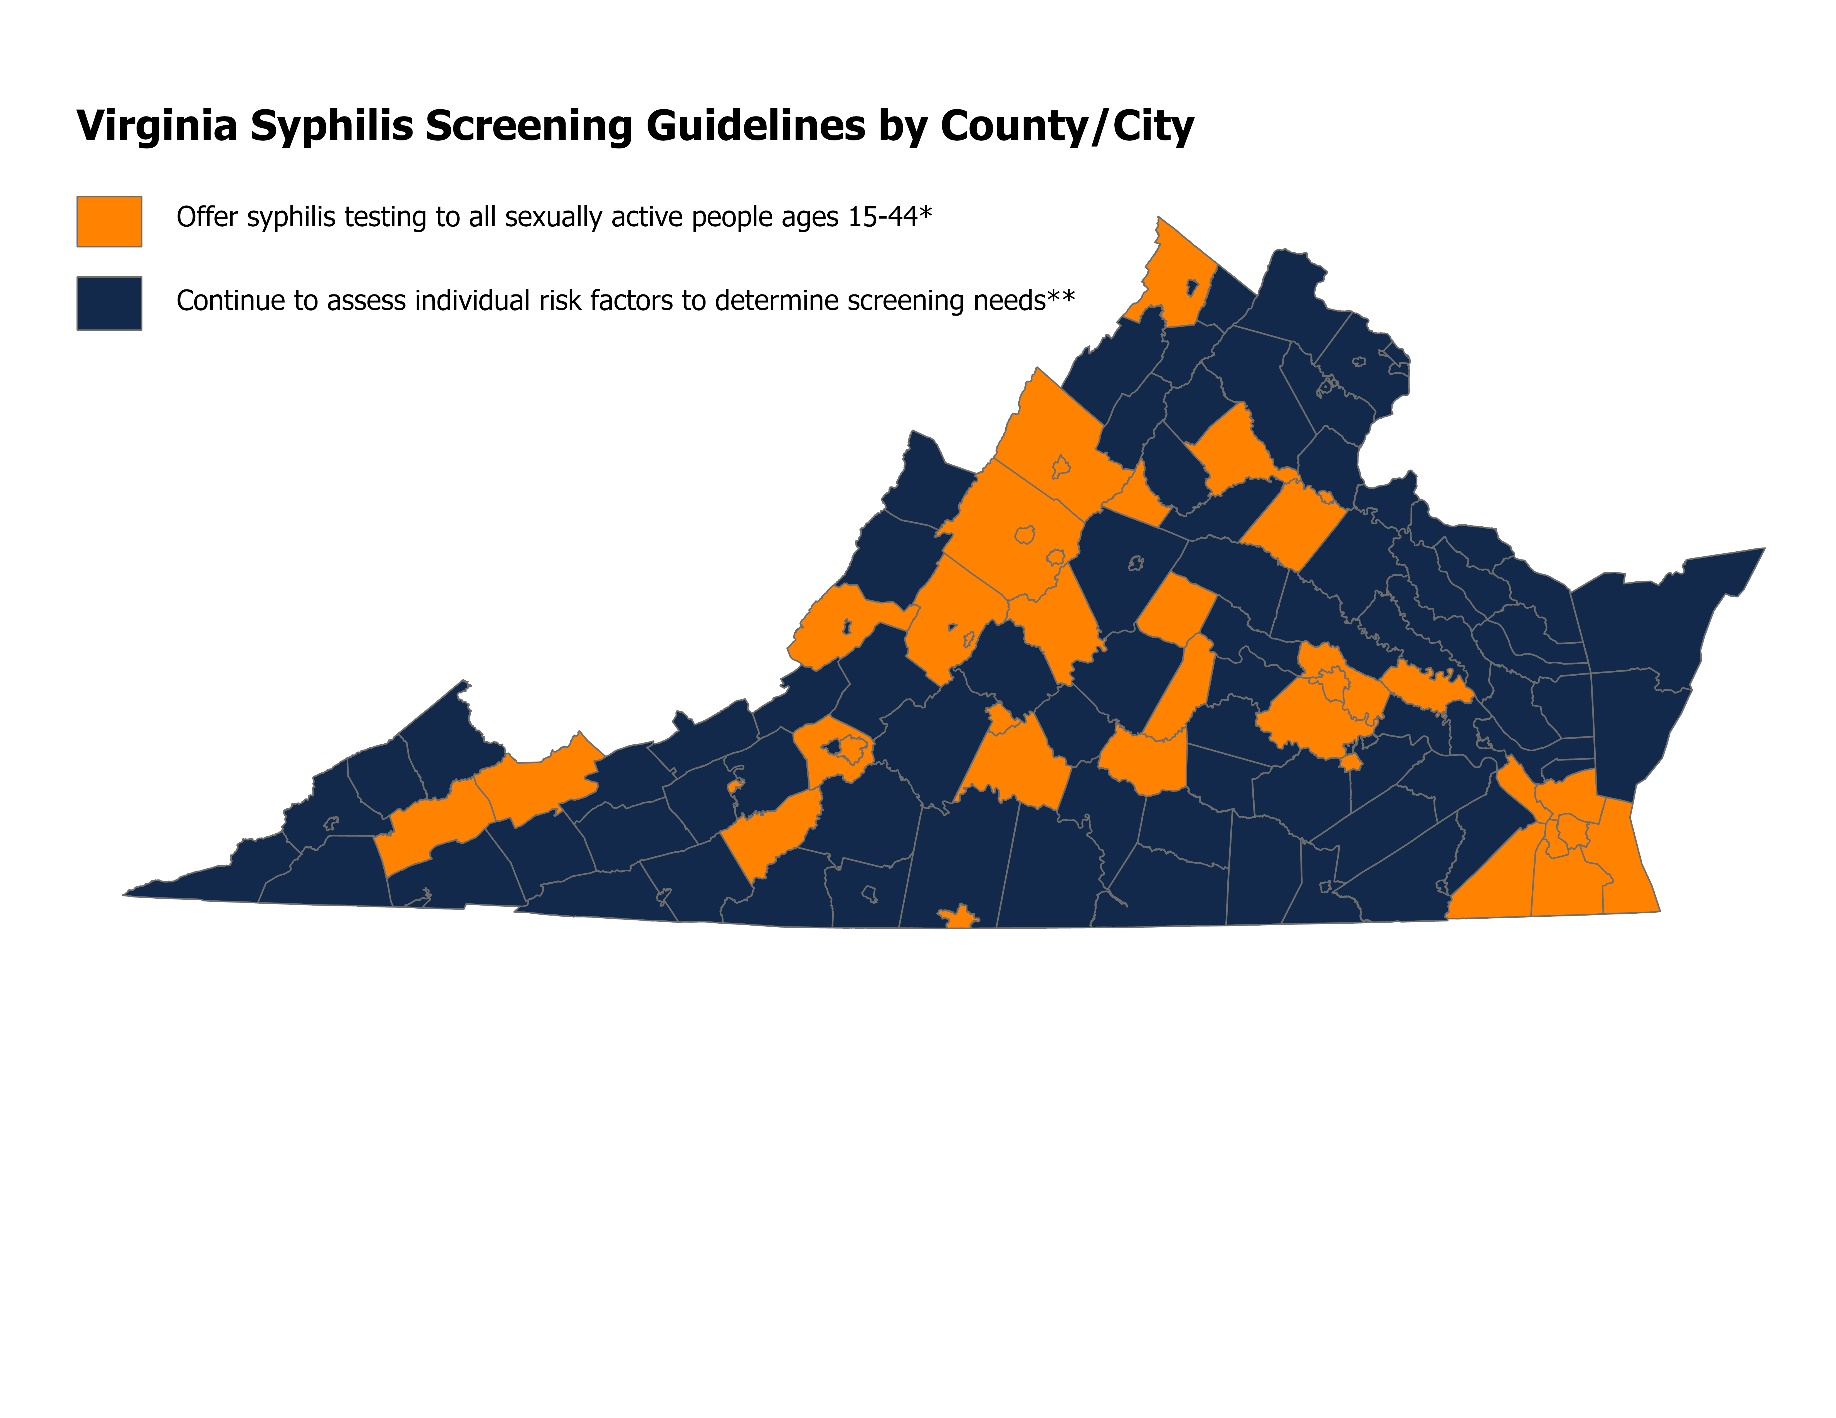 Virginia Syphilis Screening Guidelines by County/City
Offer syphilis testing to all sexually active people ages 15-44*
Continue to assess individual risk factors to determine screening needs**